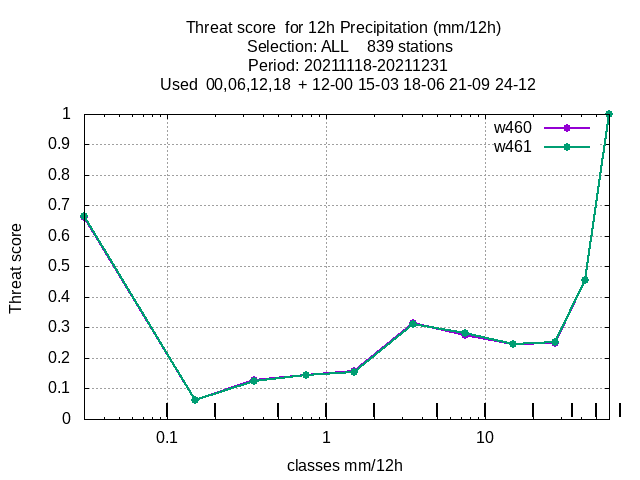 Threat score  for 12h Precipitation (mm/12h)
Selection: ALL    839 stations
Period: 20211118-20211231
Used  00,06,12,18  + 12-00 15-03 18-06 21-09 24-12
w460
w461
1
0.9
0.8
0.7
0.6
0.5
0.4
0.3
0.2
0.1
0
Threat score
0.1 1 10
classes mm/12h